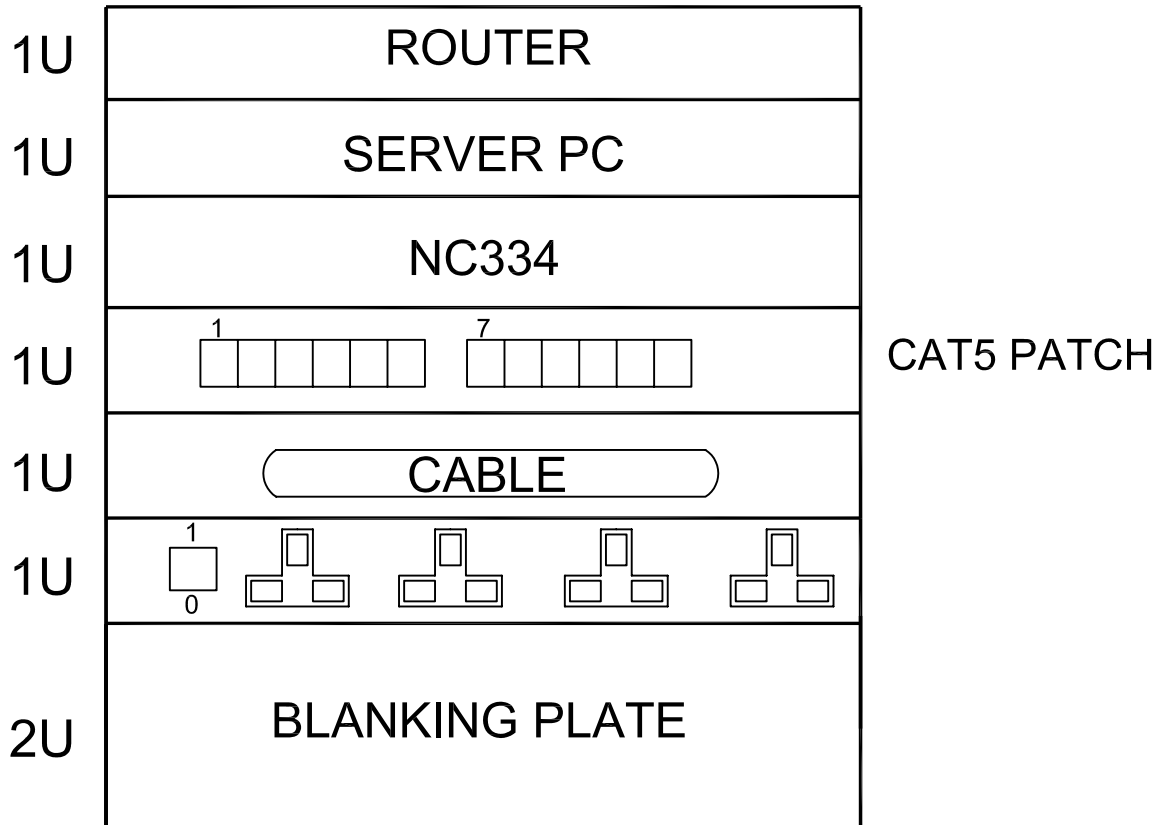 1U
ROUTER
1U
SERVER PC
1U
NC334
1U
1
7
CAT5 PATCH
1U
CABLE
1U
1
0
2U
BLANKING PLATE